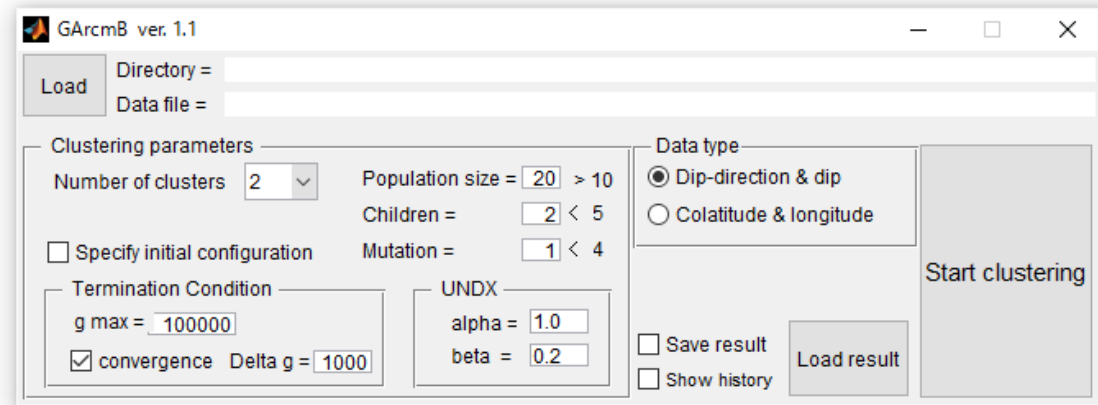 GArcmB ver. 1.1
Load
Directory =
Data file =
Clustering parameters
Number of clusters 2
Population size = 20 > 10
Children = 2 < 5
Specify initial configuration
Mutation = 1 < 4
Termination Condition
g max = 100000
convergence Delta g = 1000
UNDX
alpha = 1.0
beta = 0.2
Data type
Dip-direction & dip
Colatitude & longitude
Save result
Show history
Load result
Start clustering